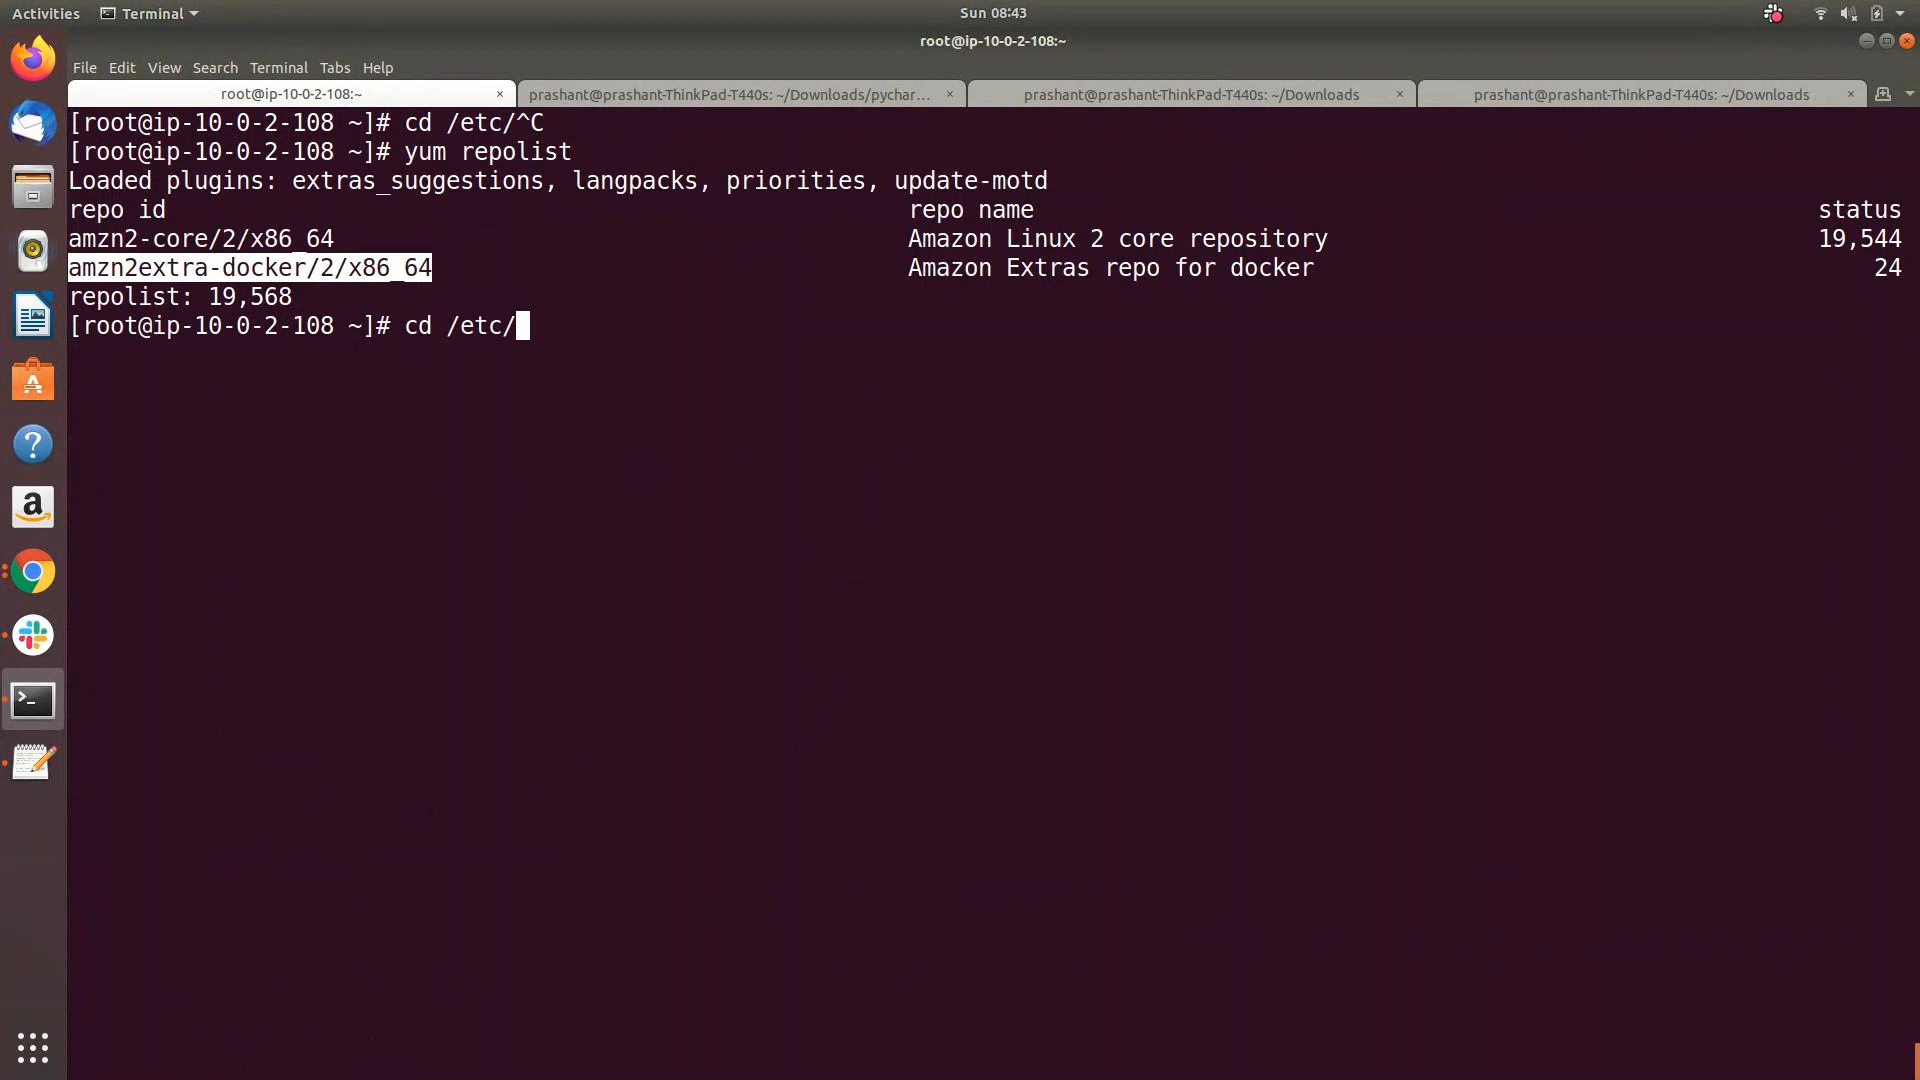 Activities Terminal Sun 08:43
root@ip-10-0-2-108:~
File Edit View Search Terminal Tabs Help
root@ip-10-0-2-108:~ × prashant@prashant-ThinkPad-T440s: ~/Downloads/pychar... × prashant@prashant-ThinkPad-T440s: ~/Downloads × prashant@prashant-ThinkPad-T440s: ~/Downloads ×
[root@ip-10-0-2-108 ~]# cd /etc/^C
[root@ip-10-0-2-108 ~]# yum repolist
Loaded plugins: extras_suggestions, langpacks, priorities, update-motd
repo id repo name status
amzn2-core/2/x86_64 Amazon Linux 2 core repository 19,544
amzn2extra-docker/2/x86_64 Amazon Extras repo for docker 24
repolist: 19,568
[root@ip-10-0-2-108 ~]# cd /etc/